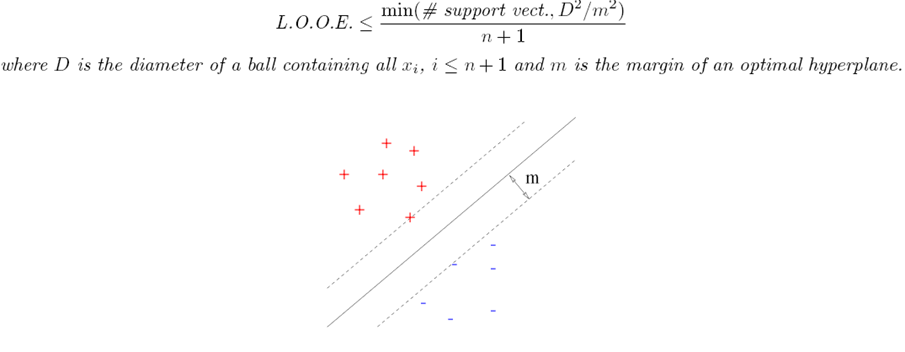 L.O.O.E. ≤ min(# support vect., D²/m²) / n + 1
where D is the diameter of a ball containing all xᵢ, i ≤ n+1 and m is the margin of an optimal hyperplane.
m